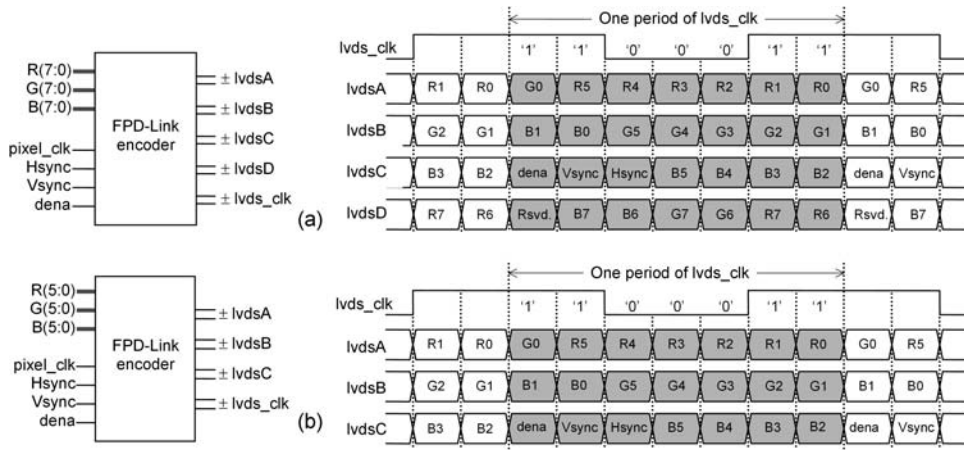 R(7:0)
G(7:0)
B(7:0)
pixel_clk
Hsync
Vsync
dena
FPD-Link
encoder
± lvdsA
± lvdsB
± lvdsC
± lvdsD
± lvds_clk
(a)
One period of lvds_clk
lvds_clk '1' '1' '0' '0' '0' '1' '1'
lvdsA R1 R0 G0 R5 R4 R3 R2 R1 R0 G0 R5
lvdsB G2 G1 B1 B0 G5 G4 G3 G2 G1 B1 B0
lvdsC B3 B2 dena Vsync Hsync B5 B4 B3 B2 dena Vsync
lvdsD R7 R6 Rsvd. B7 B6 G7 G6 R7 R6 Rsvd. B7
R(5:0)
G(5:0)
B(5:0)
pixel_clk
Hsync
Vsync
dena
FPD-Link
encoder
± lvdsA
± lvdsB
± lvdsC
± lvds_clk
(b)
One period of lvds_clk
lvds_clk '1' '1' '0' '0' '0' '1' '1'
lvdsA R1 R0 G0 R5 R4 R3 R2 R1 R0 G0 R5
lvdsB G2 G1 B1 B0 G5 G4 G3 G2 G1 B1 B0
lvdsC B3 B2 dena Vsync Hsync B5 B4 B3 B2 dena Vsync